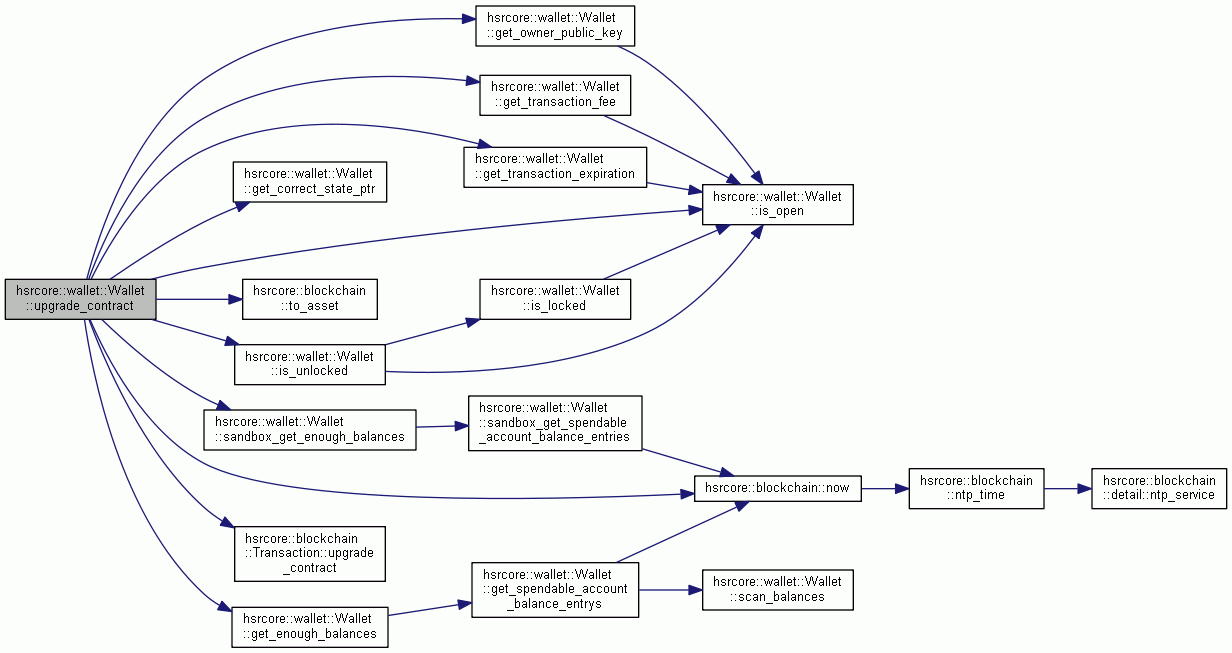 hsrcore::wallet::Wallet
::get_owner_public_key
hsrcore::wallet::Wallet
::get_transaction_fee
hsrcore::wallet::Wallet
::get_transaction_expiration
hsrcore::wallet::Wallet
::get_correct_state_ptr
hsrcore::wallet::Wallet
::is_open
hsrcore::wallet::Wallet
::upgrade_contract
hsrcore::blockchain
::to_asset
hsrcore::wallet::Wallet
::is_locked
hsrcore::wallet::Wallet
::is_unlocked
hsrcore::wallet::Wallet
::sandbox_get_enough_balances
hsrcore::wallet::Wallet
::sandbox_get_spendable
_account_balance_entries
hsrcore::blockchain::now
hsrcore::blockchain
::ntp_time
hsrcore::blockchain
::detail::ntp_service
hsrcore::blockchain
::Transaction::upgrade
_contract
hsrcore::wallet::Wallet
::get_spendable_account
_balance_entrys
hsrcore::wallet::Wallet
::scan_balances
hsrcore::wallet::Wallet
::get_enough_balances